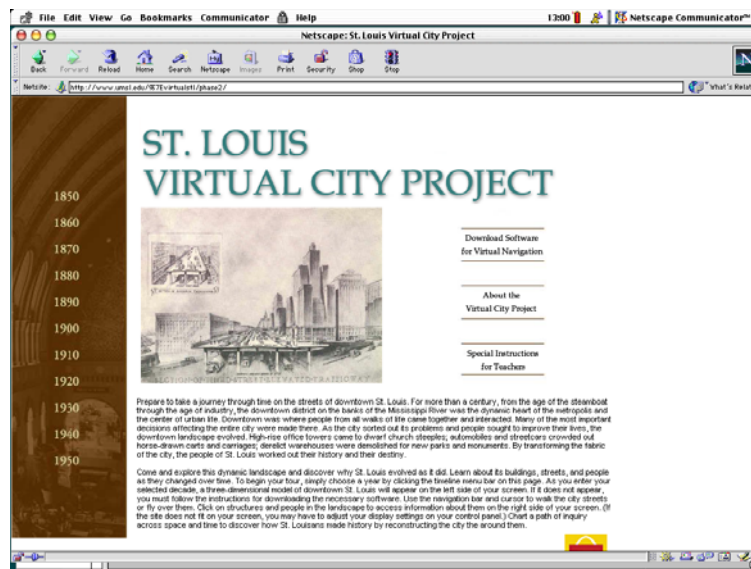 File Edit View Go Bookmarks Communicator Help 13:00 Netscape Communicator™
Netscape: St. Louis Virtual City Project
Back Forward Reload Home Search Netscape Images Print Security Shop Stop
Netsite: http://www.umsl.edu/%7Evirtualstl/phase2/ What's Rela
ST. LOUIS
VIRTUAL CITY PROJECT
1850
1860
1870
1880
1890
1900
1910
1920
1930
1940
1950
Download Software
for Virtual Navigation
About the
Virtual City Project
Special Instructions
for Teachers
Prepare to take a journey through time on the streets of downtown St. Louis. For more than a century, from the age of the steamboat
through the age of industry, the downtown district on the banks of the Mississippi River was the dynamic heart of the metropolis and
the center of urban life. Downtown was where people from all walks of life came together and interacted. Many of the most important
decisions affecting the entire city were made there. As the city sorted out its problems and people sought to improve their lives, the
downtown landscape evolved. High-rise office towers came to dwarf church steeples; automobiles and streetcars crowded out
horse-drawn carts and carriages; derelict warehouses were demolished for new parks and monuments. By transforming the fabric
of the city, the people of St. Louis worked out their history and their destiny.
Come and explore this dynamic landscape and discover why St. Louis evolved as it did. Learn about its buildings, streets, and people
as they changed over time. To begin your tour, simply choose a year by clicking the timeline menu bar on this page. As you enter your
selected decade, a three-dimensional model of downtown St. Louis will appear on the left side of your screen. If it does not appear,
you must follow the instructions for downloading the necessary software. Use the navigation bar and cursor to walk the city streets
or fly over them. Click on structures and people in the landscape to access information about them on the right side of your screen. (If
the site does not fit on your screen, you may have to adjust your display settings on your control panel.) Chart a path of inquiry
across space and time to discover how St. Louisans made history by reconstructing the city the around them.